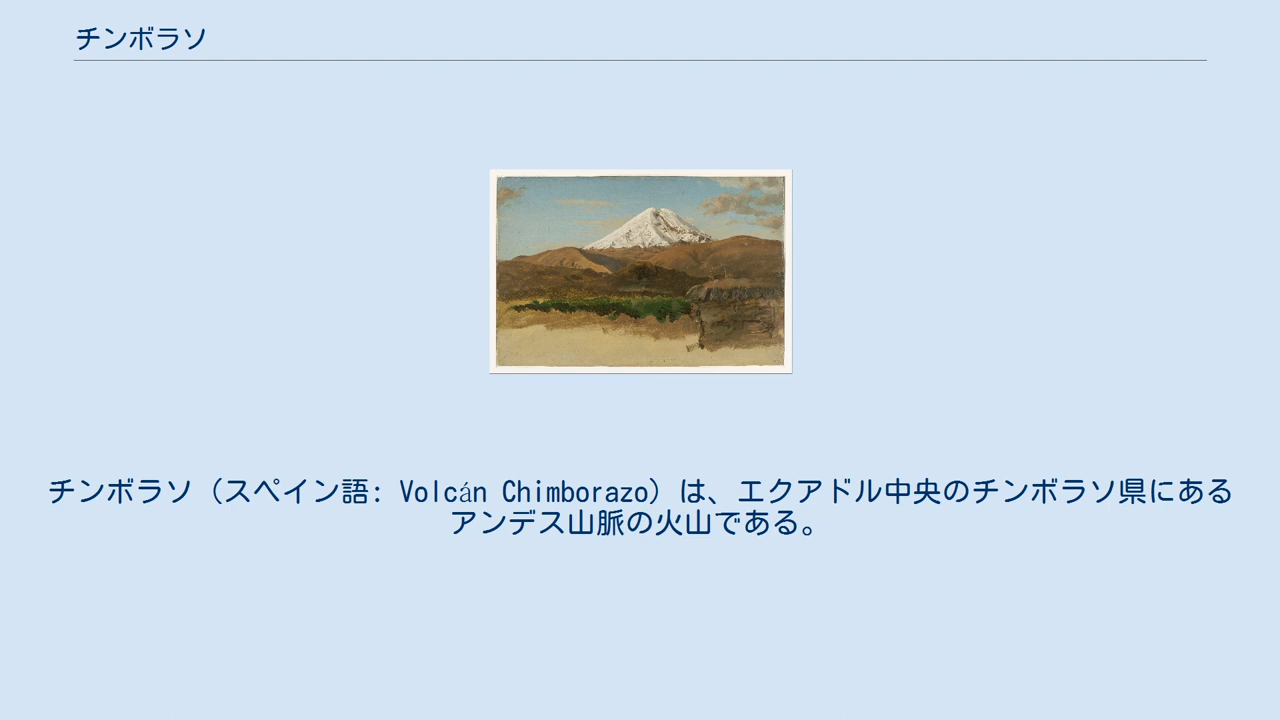 チンボラソ
チンボラソ（スペイン語: Volcán Chimborazo）は、エクアドル中央のチンボラソ県にある
アンデス山脈の火山である。